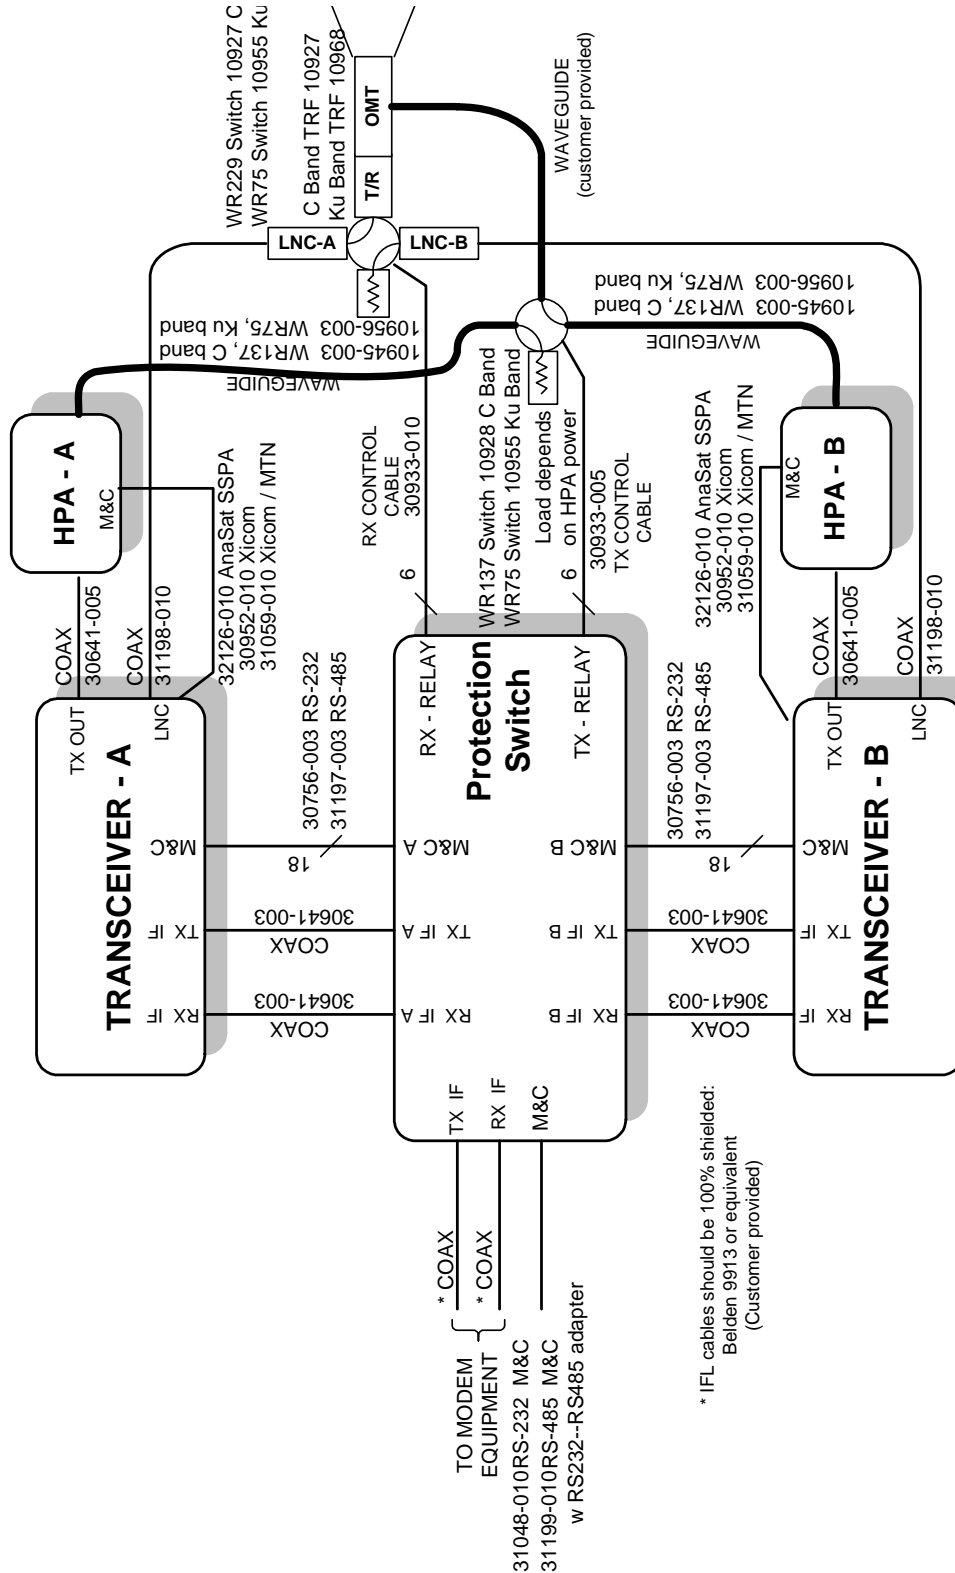 WR229 Switch 10927 C
WR75 Switch 10955 Ku
C Band TRF 10927
Ku Band TRF 10968
OMT
T/R
LNC-A
LNC-B
WAVEGUIDE
(customer provided)
10956-003 WR75, Ku band
10945-003 WR137, C band
WAVEGUIDE
10956-003 WR75, Ku band
10945-003 WR137, C band
WAVEGUIDE
HPA - A
M&C
COAX
30641-005
COAX
31198-010
32126-010 AnaSat SSPA
30952-010 Xicom
31059-010 Xicom / MTN
RX CONTROL
CABLE
30933-010
6
WR137 Switch 10928 C Band
WR75 Switch 10955 Ku Band
Load depends
on HPA power
6
30933-005
TX CONTROL
CABLE
32126-010 AnaSat SSPA
30952-010 Xicom
31059-010 Xicom / MTN
HPA - B
M&C
COAX
30641-005
COAX
31198-010
TRANSCEIVER - A
TX OUT
LNC
M&C
TX IF
RX IF
30756-003 RS-232
31197-003 RS-485
18
30641-003
COAX
30641-003
COAX
Protection
Switch
RX - RELAY
TX - RELAY
M&C A
TX IF A
RX IF A
M&C B
TX IF B
RX IF B
TX IF
RX IF
M&C
30756-003 RS-232
31197-003 RS-485
18
30641-003
COAX
30641-003
COAX
TRANSCEIVER - B
TX OUT
LNC
M&C
TX IF
RX IF
* COAX
* COAX
TO MODEM
EQUIPMENT
31048-010RS-232 M&C
31199-010RS-485 M&C
w RS232--RS485 adapter
* IFL cables should be 100% shielded:
Belden 9913 or equivalent
(Customer provided)